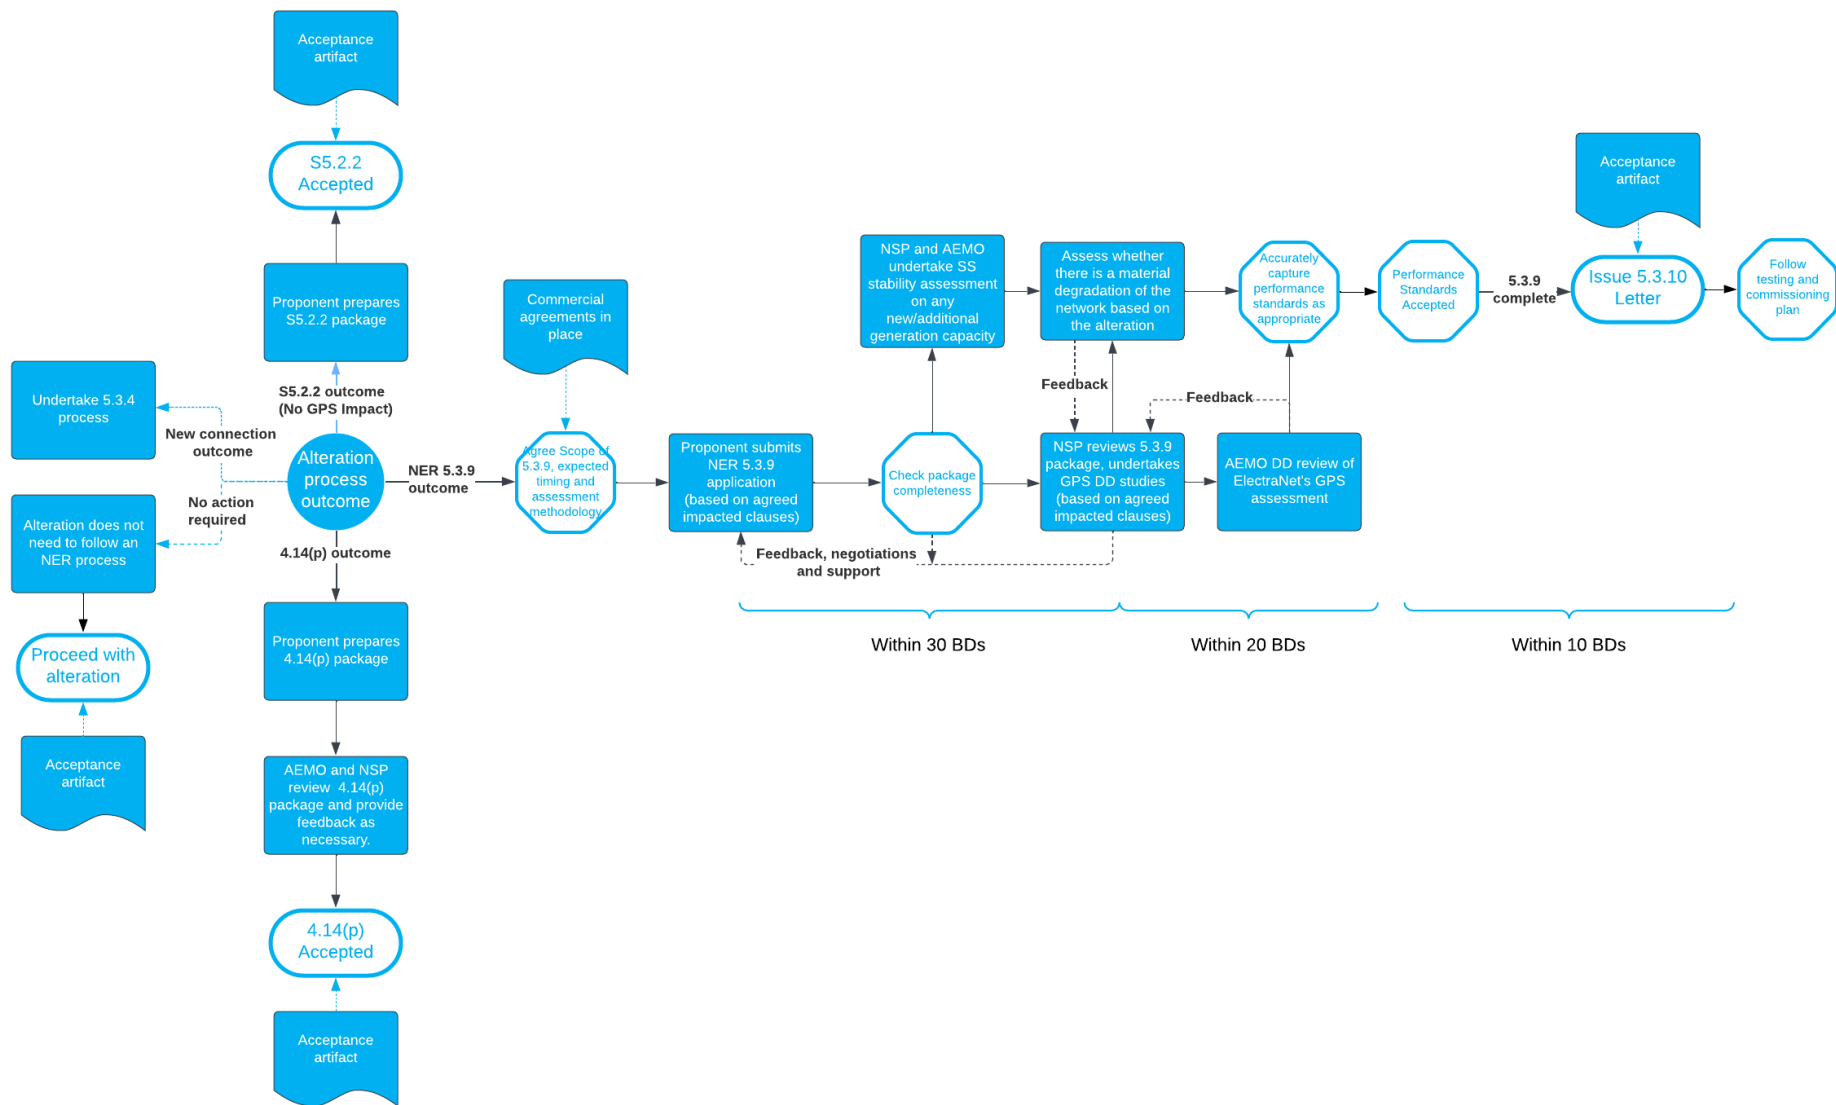 Acceptance
artifact
S5.2.2
Accepted
Proponent prepares
S5.2.2 package
S5.2.2 outcome
(No GPS Impact)
Undertake 5.3.4
process
New connection
outcome
Alteration
process
outcome
No action
required
Alteration does not
need to follow an
NER process
Proceed with
alteration
Acceptance
artifact
4.14(p) outcome
Proponent prepares
4.14(p) package
AEMO and NSP
review 4.14(p)
package and provide
feedback as
necessary.
4.14(p)
Accepted
Acceptance
artifact
NER 5.3.9
outcome
Commercial
agreements in
place
Agree Scope of
5.3.9, expected
timing and
assessment
methodology
Proponent submits
NER 5.3.9
application
(based on agreed
impacted clauses)
Check package
completeness
Feedback, negotiations
and support
NSP and AEMO
undertake SS
stability assessment
on any
new/additional
generation capacity
Assess whether
there is a material
degradation of the
network based on
the alteration
Feedback
NSP reviews 5.3.9
package, undertakes
GPS DD studies
(based on agreed
impacted clauses)
Feedback
AEMO DD review of
ElectraNet's GPS
assessment
Accurately
capture
performance
standards as
appropriate
Performance
Standards
Accepted
5.3.9
complete
Acceptance
artifact
Issue 5.3.10
Letter
Follow
testing and
commissioning
plan
Within 30 BDs
Within 20 BDs
Within 10 BDs